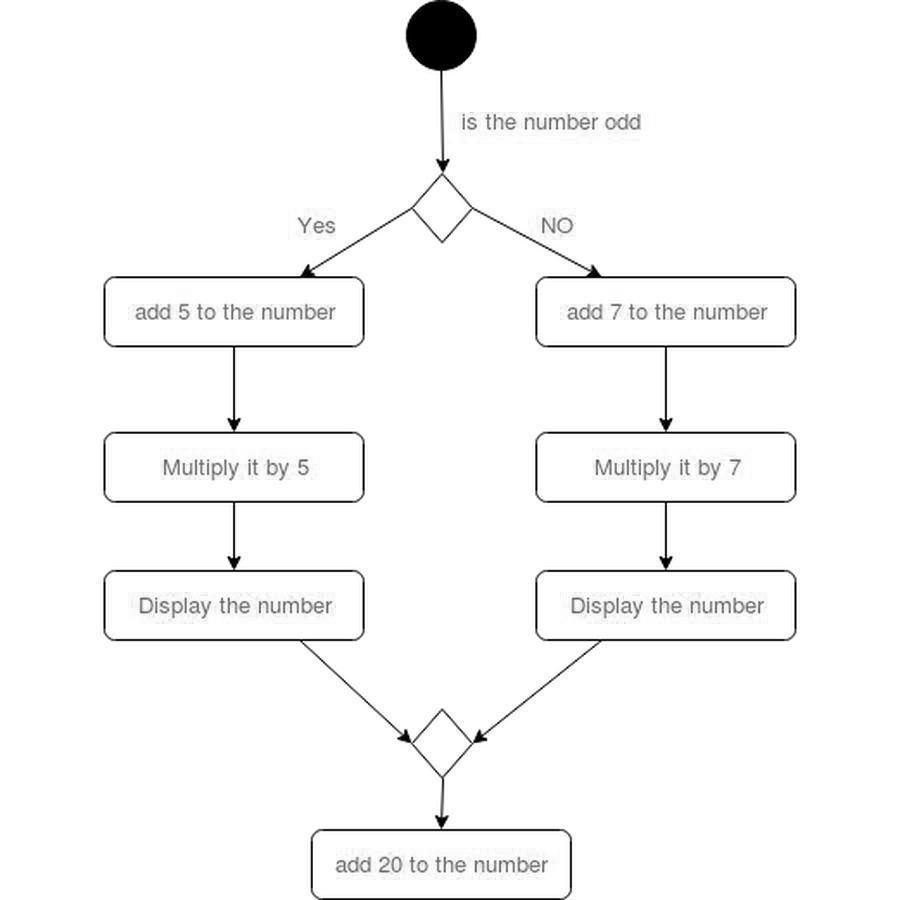 is the number odd
Yes
NO
add 5 to the number
add 7 to the number
Multiply it by 5
Multiply it by 7
Display the number
Display the number
add 20 to the number